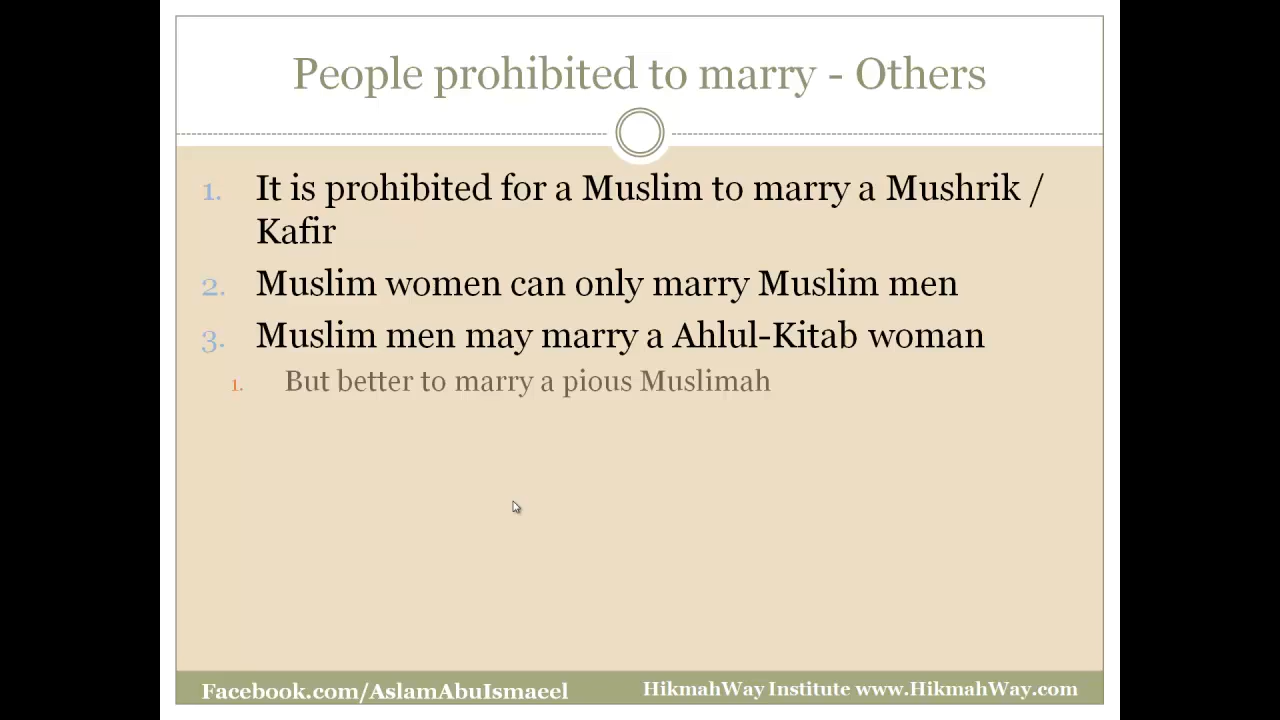 People prohibited to marry - Others
1. It is prohibited for a Muslim to marry a Mushrik /
Kafir
2. Muslim women can only marry Muslim men
3. Muslim men may marry a Ahlul-Kitab woman
1. But better to marry a pious Muslimah
Facebook.com/AslamAbuIsmaeel HikmahWay Institute www.HikmahWay.com